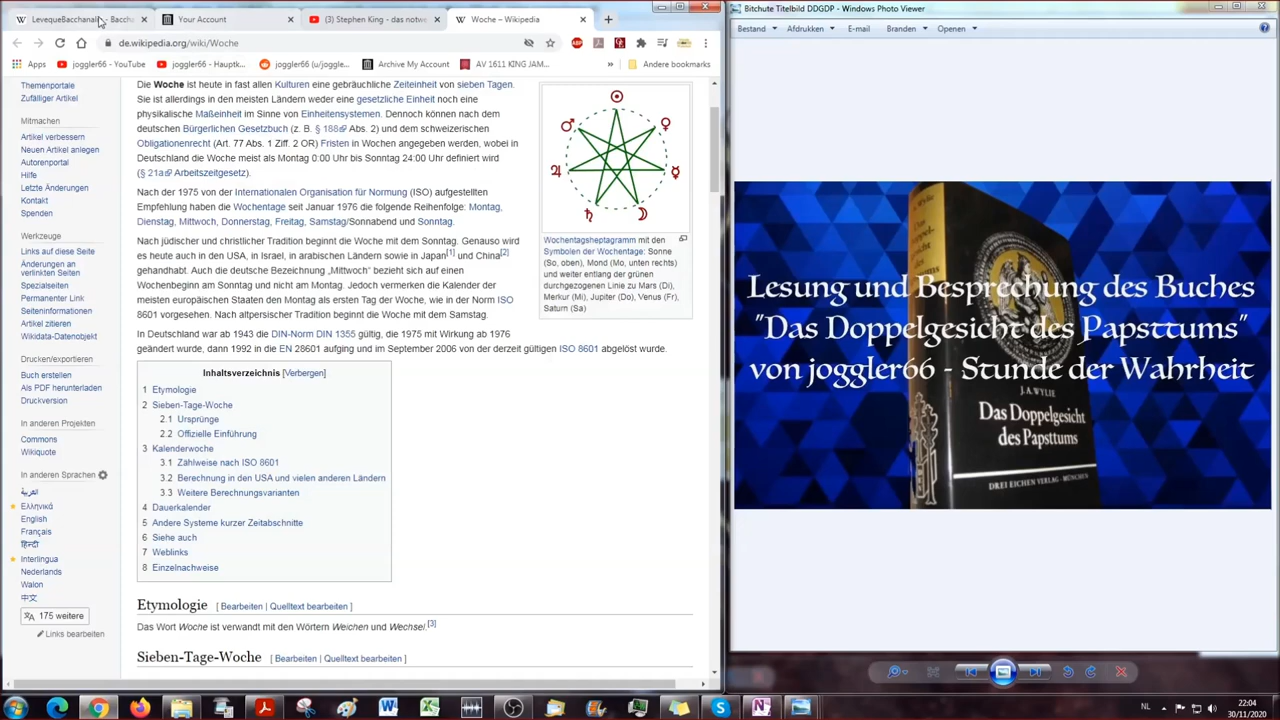 LevequeBacchanal
Your Account
(3) Stephen King - das notwe
Woche – Wikipedia
de.wikipedia.org/wiki/Woche
Apps
joggler66 - YouTube
joggler66 - Hauptk...
joggler66 (u/joggle...
Archive My Account
AV 1611 KING JAM...
Andere bookmarks
Themenportale
Zufälliger Artikel
Mitmachen
Artikel verbessern
Neuen Artikel anlegen
Autorenportal
Hilfe
Letzte Änderungen
Kontakt
Spenden
Werkzeuge
Links auf diese Seite
Änderungen an
verlinkten Seiten
Spezialseiten
Permanenter Link
Seiteninformationen
Artikel zitieren
Wikidata-Datenobjekt
Drucken/exportieren
Buch erstellen
Als PDF herunterladen
Druckversion
In anderen Projekten
Commons
Wikiquote
In anderen Sprachen
العربية
Ελληνικά
English
Français
हिन्दी
Interlingua
Nederlands
Walon
中文
175 weitere
Links bearbeiten
Die Woche ist heute in fast allen Kulturen eine gebräuchliche Zeiteinheit von sieben Tagen.
Sie ist allerdings in den meisten Ländern weder eine gesetzliche Einheit noch eine
physikalische Maßeinheit im Sinne von Einheitensystemen. Dennoch können nach dem
deutschen Bürgerlichen Gesetzbuch (z. B. § 188 Abs. 2) und dem schweizerischen
Obligationenrecht (Art. 77 Abs. 1 Ziff. 2 OR) Fristen in Wochen angegeben werden, wobei in
Deutschland die Woche meist als Montag 0:00 Uhr bis Sonntag 24:00 Uhr definiert wird
(§ 21a Arbeitszeitgesetz).
Nach der 1975 von der Internationalen Organisation für Normung (ISO) aufgestellten
Empfehlung haben die Wochentage seit Januar 1976 die folgende Reihenfolge: Montag,
Dienstag, Mittwoch, Donnerstag, Freitag, Samstag/Sonnabend und Sonntag.
Nach jüdischer und christlicher Tradition beginnt die Woche mit dem Sonntag. Genauso wird
es heute auch in den USA, in Israel, in arabischen Ländern sowie in Japan[1] und China[2]
gehandhabt. Auch die deutsche Bezeichnung „Mittwoch" bezieht sich auf einen
Wochenbeginn am Sonntag und nicht am Montag. Jedoch vermerken die Kalender der
meisten europäischen Staaten den Montag als ersten Tag der Woche, wie in der Norm ISO
8601 vorgesehen. Nach altpersischer Tradition beginnt die Woche mit dem Samstag.
In Deutschland war ab 1943 die DIN-Norm DIN 1355 gültig, die 1975 mit Wirkung ab 1976
geändert wurde, dann 1992 in die EN 28601 aufging und im September 2006 von der derzeit gültigen ISO 8601 abgelöst wurde.
Wochentagsheptagramm mit den
Symbolen der Wochentage: Sonne
(So, oben), Mond (Mo, unten rechts)
und weiter entlang der grünen
durchgezogenen Linie zu Mars (Di),
Merkur (Mi), Jupiter (Do), Venus (Fr),
Saturn (Sa)
Inhaltsverzeichnis [Verbergen]
1 Etymologie
2 Sieben-Tage-Woche
2.1 Ursprünge
2.2 Offizielle Einführung
3 Kalenderwoche
3.1 Zählweise nach ISO 8601
3.2 Berechnung in den USA und vielen anderen Ländern
3.3 Weitere Berechnungsvarianten
4 Dauerkalender
5 Andere Systeme kurzer Zeitabschnitte
6 Siehe auch
7 Weblinks
8 Einzelnachweise
Etymologie [ Bearbeiten | Quelltext bearbeiten ]
Das Wort Woche ist verwandt mit den Wörtern Weichen und Wechsel.[3]
Sieben-Tage-Woche [ Bearbeiten | Quelltext bearbeiten ]
Bitchute Titelbild DDGDP - Windows Photo Viewer
Bestand
Afdrukken
E-mail
Branden
Openen
Lesung und Besprechung des Buches
"Das Doppelgesicht des Papsttums"
von joggler66 - Stunde der Wahrheit
J.A.WYLIE
Das Doppelgesicht
des Papsttums
DREI EICHEN VERLAG · MÜNCHEN
NL
22:04
30/11/2020